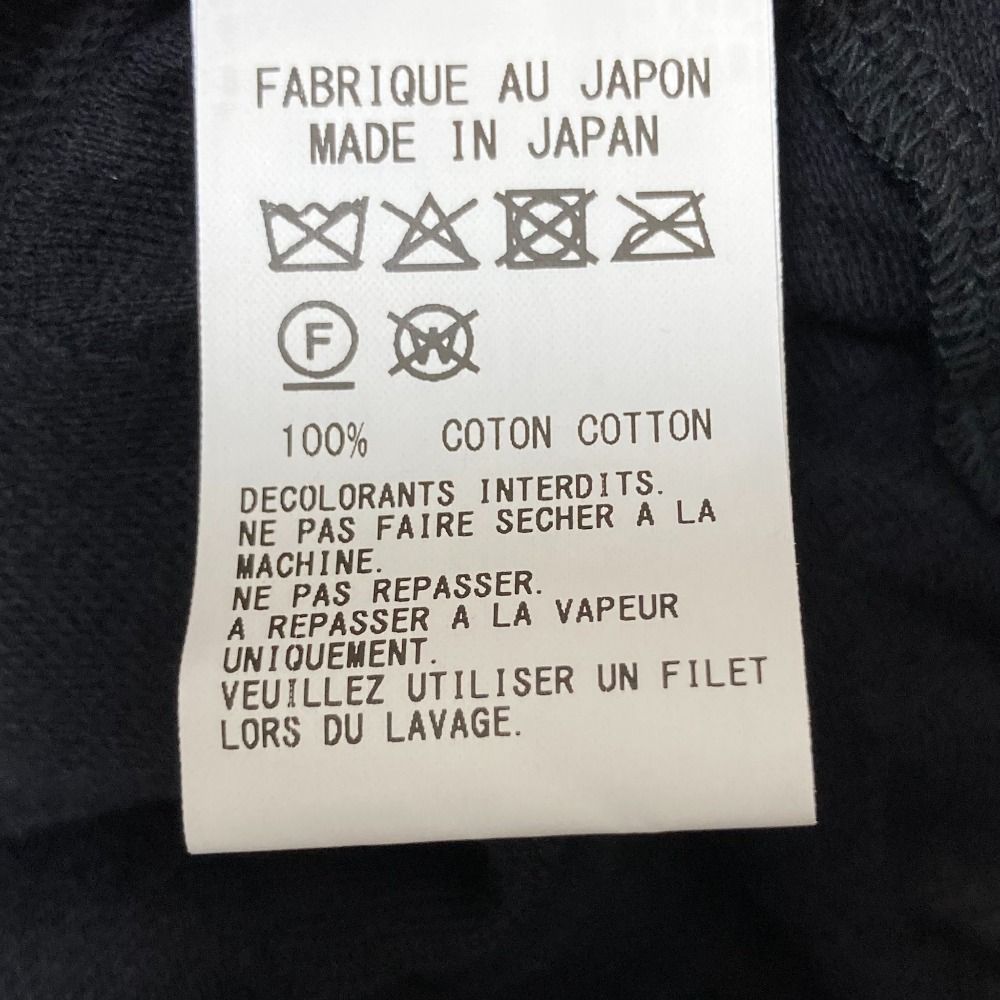 FABRIQUE AU JAPON
MADE IN JAPAN
F W
100% COTON COTTON
DECOLORANTS INTERDITS.
NE PAS FAIRE SECHER A LA
MACHINE.
NE PAS REPASSER.
A REPASSER A LA VAPEUR
UNIQUEMENT.
VEUILLEZ UTILISER UN FILET
LORS DU LAVAGE.